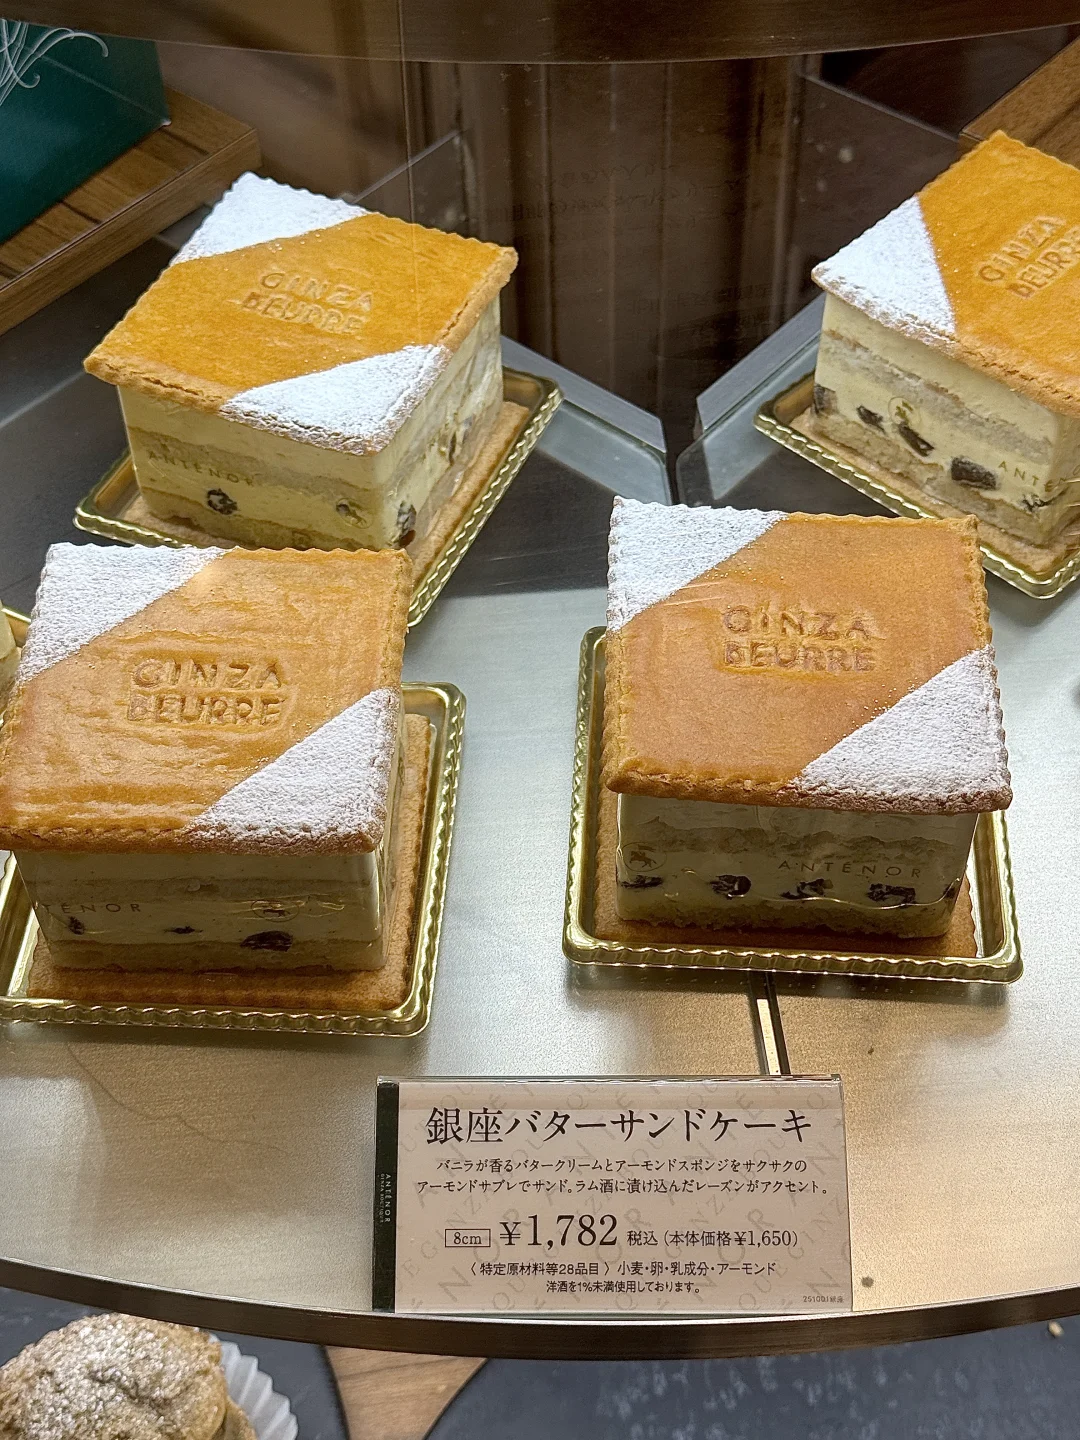 GINZA
BEURRE
GINZA
BEURRE
ANTÉNOR
ANTÉ
GINZA
BEURRE
GINZA
BEURRE
TÉNOR
ANTÉNOR
銀座バターサンドケーキ
バニラが香るバタークリームとアーモンドスポンジをサクサクの
アーモンドサブレでサンド。ラム酒に漬け込んだレーズンがアクセント。
8cm ¥1,782 税込（本体価格¥1,650）
〈特定原材料等28品目〉小麦・卵・乳成分・アーモンド
洋酒を1%未満使用しております。
ANTÉNOR